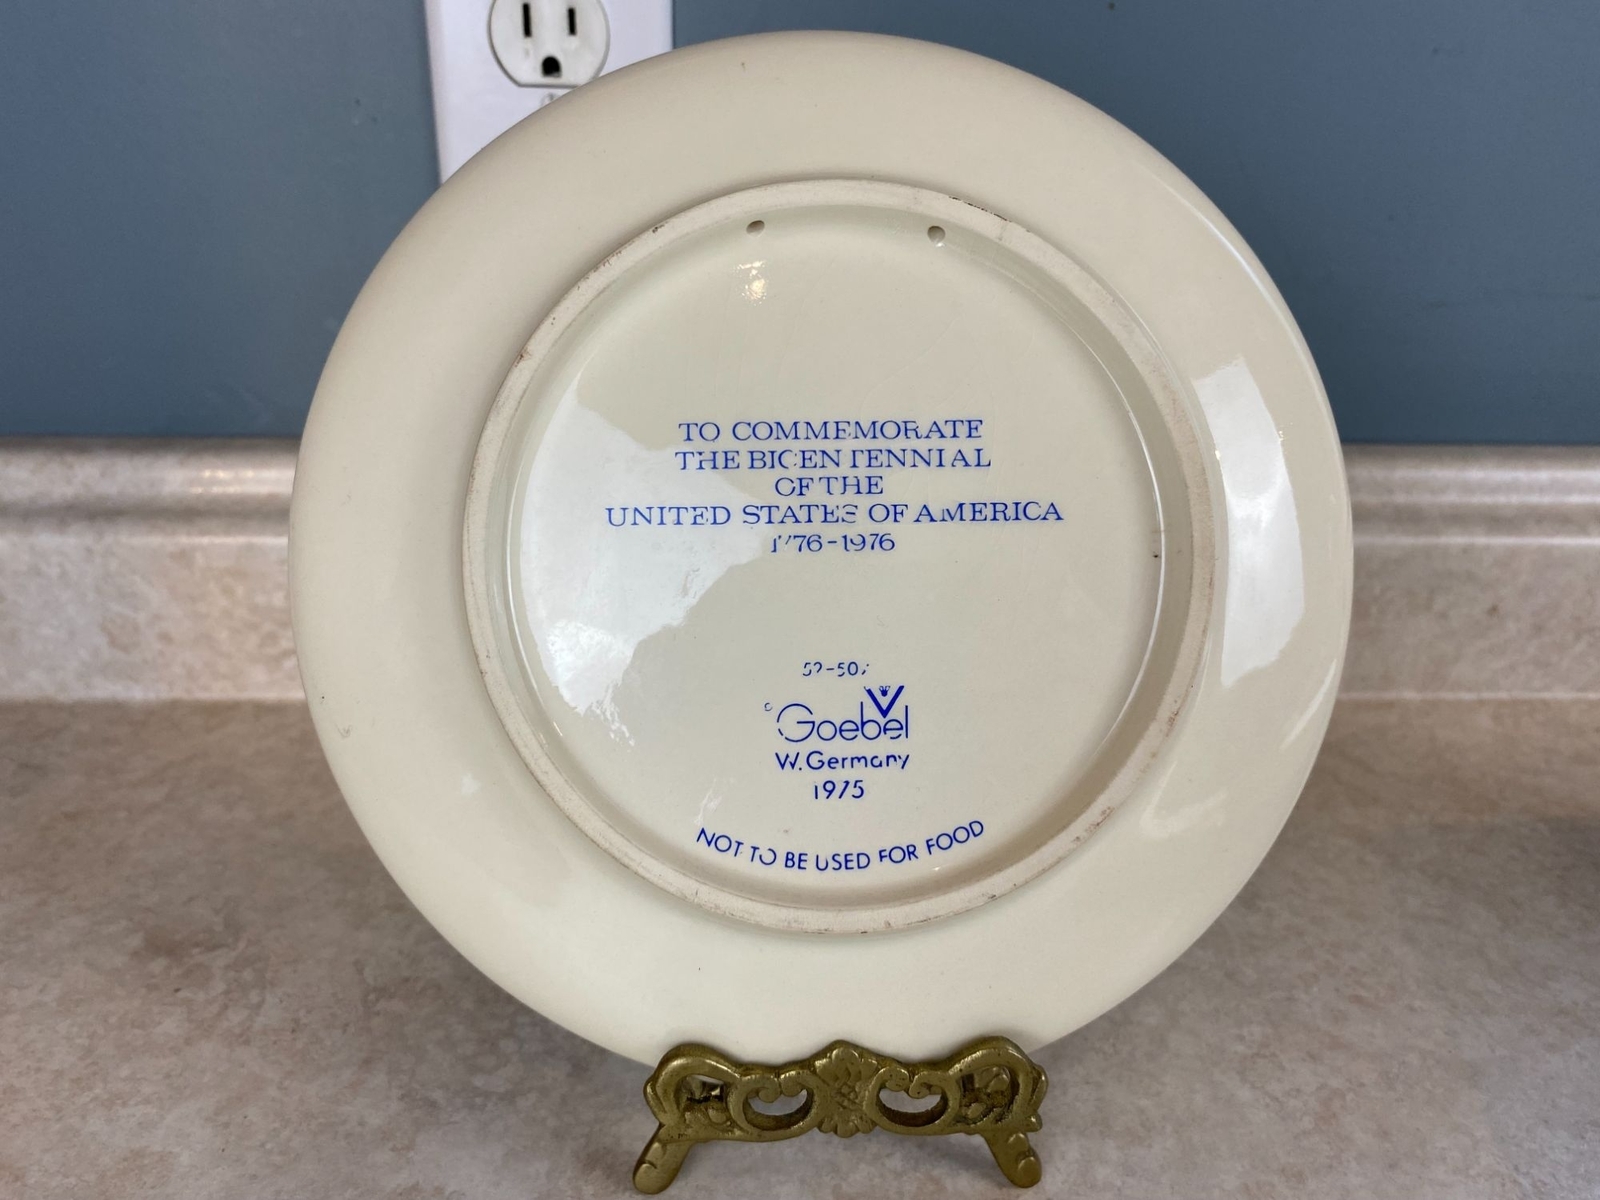 TO COMMEMORATE
THE BICENTENNIAL
OF THE
UNITED STATES OF AMERICA
1776-1976
© Goebel
W. Germany
1975
NOT TO BE USED FOR FOOD